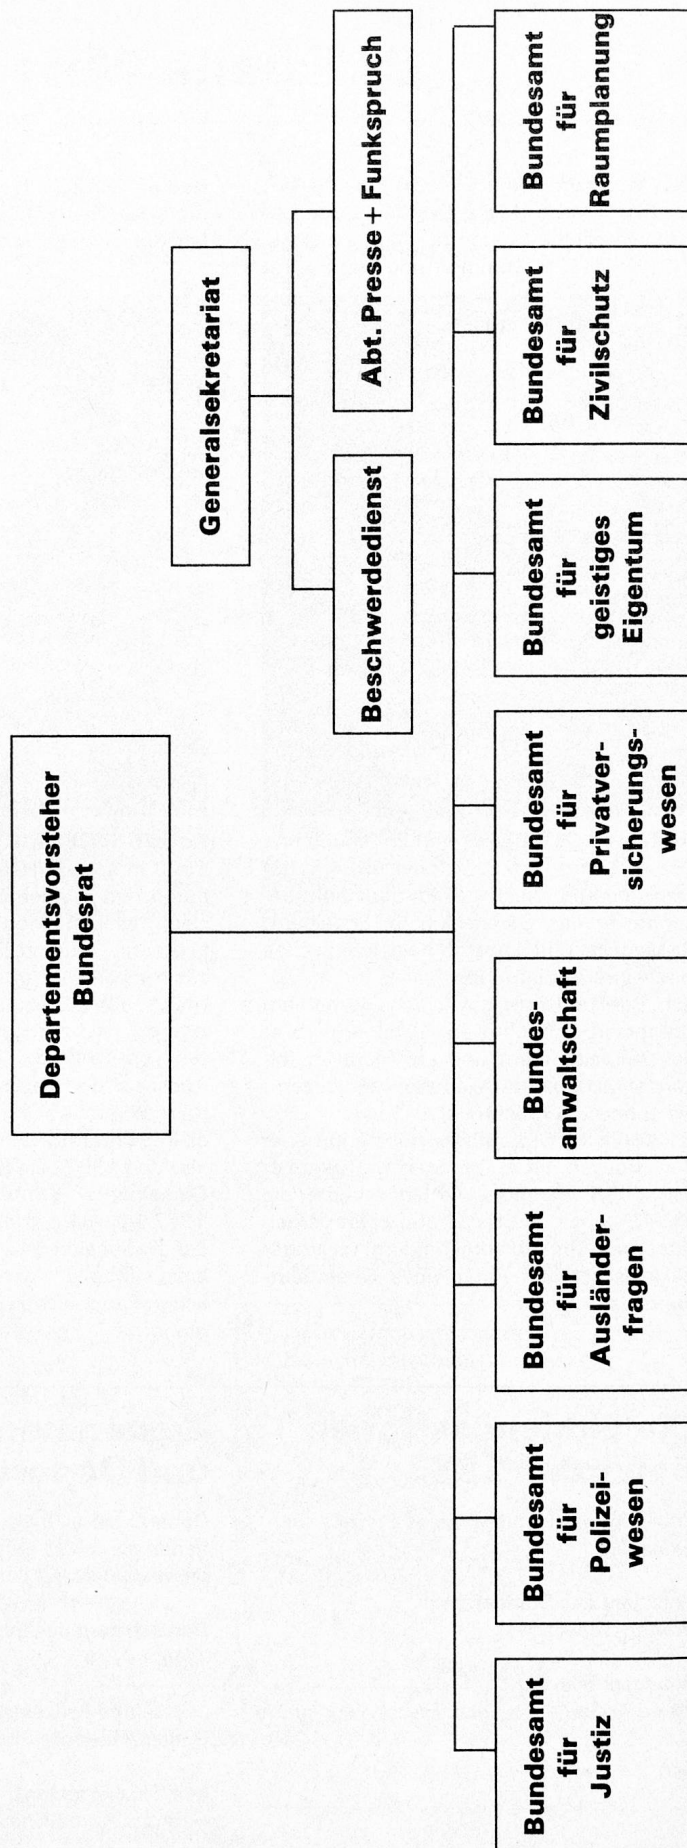 Departementsvorsteher
Bundesrat
Generalsekretariat
Beschwerdedienst
Abt. Presse + Funkspruch
Bundesamt
für
Justiz
Bundesamt
für
Polizei-
wesen
Bundesamt
für
Ausländer-
fragen
Bundes-
anwaltschaft
Bundesamt
für
Privatver-
sicherungs-
wesen
Bundesamt
für
geistiges
Eigentum
Bundesamt
für
Zivilschutz
Bundesamt
für
Raumplanung